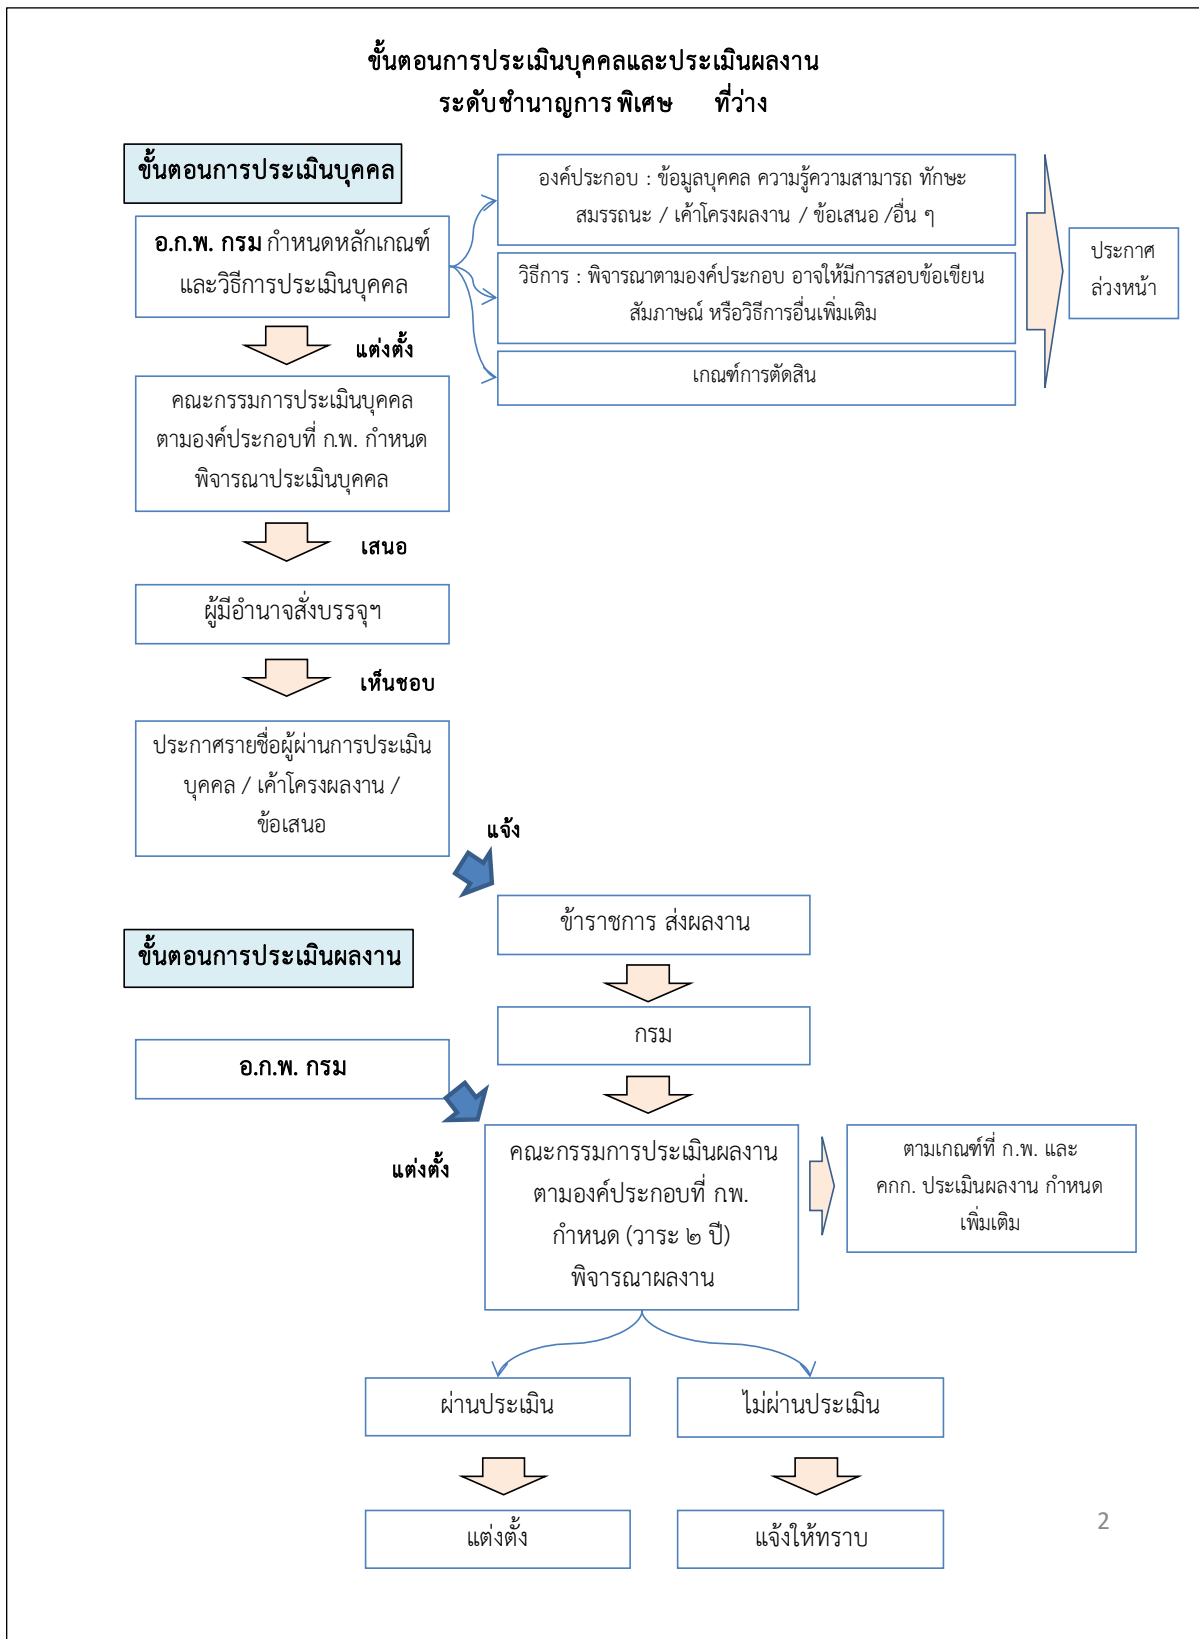 ขั้นตอนการประเมินบุคคลและประเมินผลงาน
ระดับชำนาญการพิเศษ ที่ว่าง
ขั้นตอนการประเมินบุคคล
อ.ก.พ. กรม กำหนดหลักเกณฑ์
และวิธีการประเมินบุคคล
องค์ประกอบ : ข้อมูลบุคคล ความรู้ความสามารถ ทักษะ
สมรรถนะ / เค้าโครงผลงาน / ข้อเสนอ /อื่น ๆ
วิธีการ : พิจารณาตามองค์ประกอบ อาจให้มีการสอบข้อเขียน
สัมภาษณ์ หรือวิธีการอื่นเพิ่มเติม
เกณฑ์การตัดสิน
ประกาศ
ล่วงหน้า
แต่งตั้ง
คณะกรรมการประเมินบุคคล
ตามองค์ประกอบที่ ก.พ. กำหนด
พิจารณาประเมินบุคคล
เสนอ
ผู้มีอำนาจสั่งบรรจุฯ
เห็นชอบ
ประกาศรายชื่อผู้ผ่านการประเมิน
บุคคล / เค้าโครงผลงาน /
ข้อเสนอ
แจ้ง
ข้าราชการ ส่งผลงาน
ขั้นตอนการประเมินผลงาน
กรม
อ.ก.พ. กรม
แต่งตั้ง
คณะกรรมการประเมินผลงาน
ตามองค์ประกอบที่ ก.พ.
กำหนด (วาระ ๒ ปี)
พิจารณาผลงาน
ตามเกณฑ์ที่ ก.พ. และ
คกก. ประเมินผลงาน กำหนด
เพิ่มเติม
ผ่านประเมิน
ไม่ผ่านประเมิน
แต่งตั้ง
แจ้งให้ทราบ
2